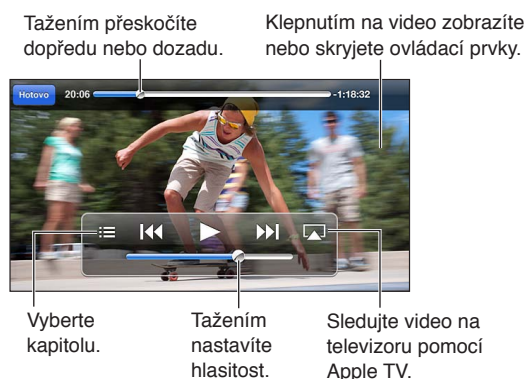 Tažením přeskočíte
dopředu nebo dozadu.
Klepnutím na video zobrazíte
nebo skryjete ovládací prvky.
Hotovo
20:06
-1:18:32
Vyberte
kapitolu.
Tažením
nastavíte
hlasitost.
Sledujte video na
televizoru pomocí
Apple TV.